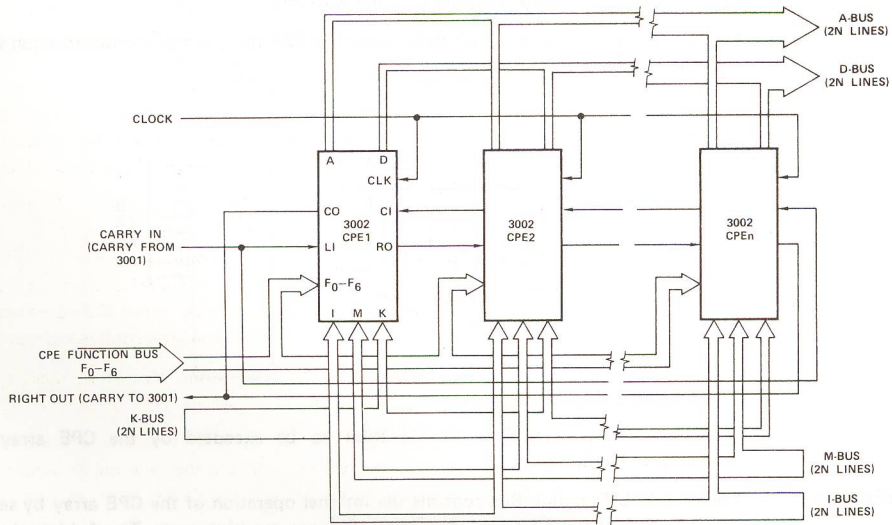 A-BUS
(2N LINES)
D-BUS
(2N LINES)
CLOCK
A D
CLK
CO CI
3002
CPE1
3002
CPE2
3002
CPEn
CARRY IN
(CARRY FROM
3001)
LI RO
F0–F6
I M K
CPE FUNCTION BUS
F0–F6
RIGHT OUT (CARRY TO 3001)
K-BUS
(2N LINES)
M-BUS
(2N LINES)
I-BUS
(2N LINES)